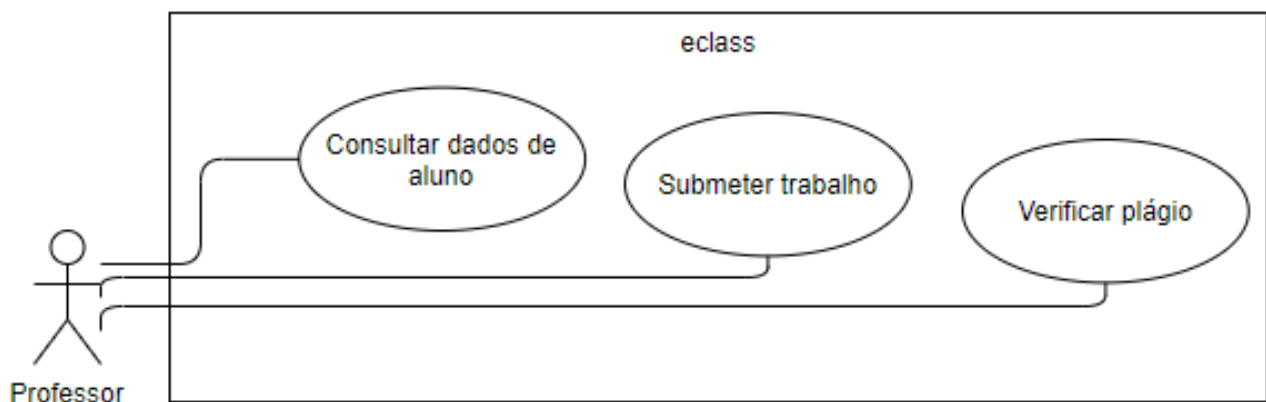 eclass
Consultar dados de
aluno
Submeter trabalho
Verificar plágio
Professor